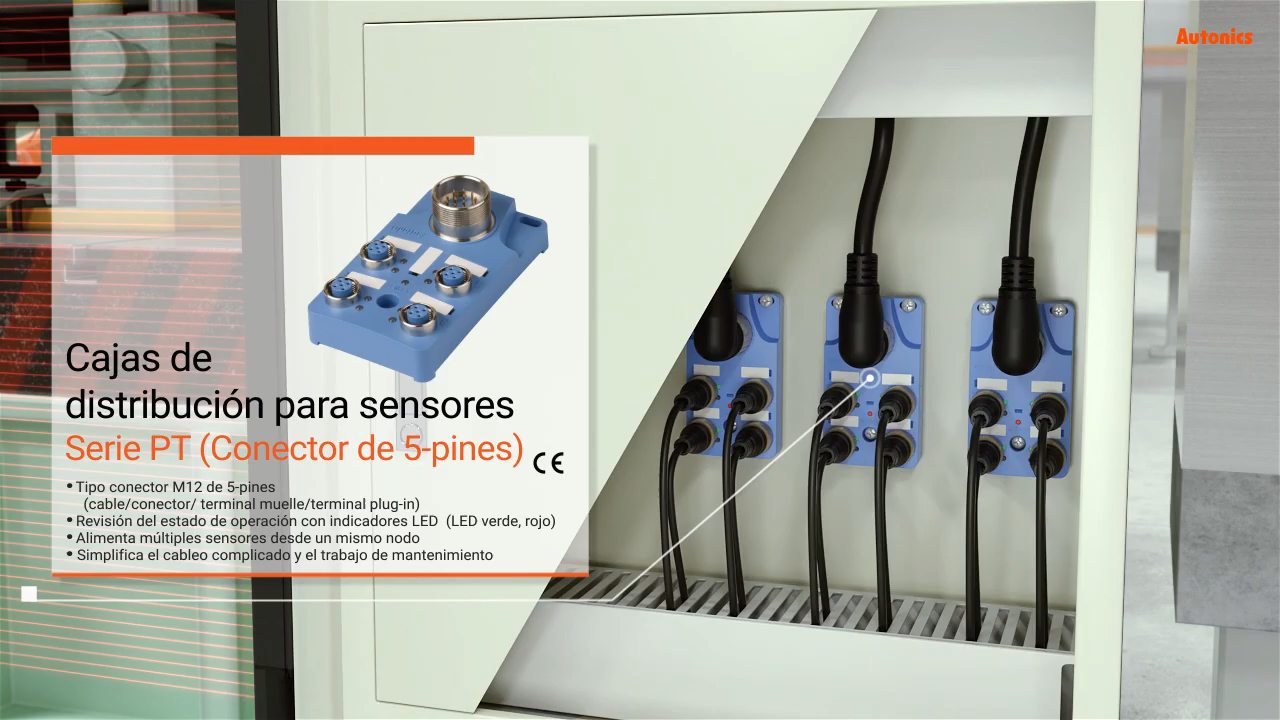 Autonics
Cajas de
distribución para sensores
Serie PT (Conector de 5-pines)
CE
• Tipo conector M12 de 5-pines
(cable/conector/ terminal muelle/terminal plug-in)
• Revisión del estado de operación con indicadores LED (LED verde, rojo)
• Alimenta múltiples sensores desde un mismo nodo
• Simplifica el cableo complicado y el trabajo de mantenimiento